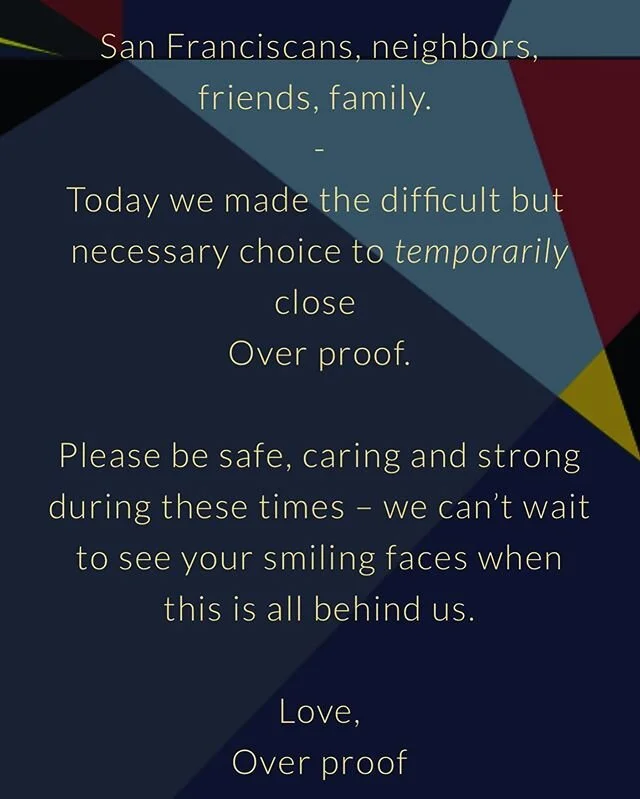 San Franciscans, neighbors,
friends, family.
-
Today we made the difficult but
necessary choice to temporarily
close
Over proof.
Please be safe, caring and strong
during these times – we can’t wait
to see your smiling faces when
this is all behind us.
Love,
Over proof